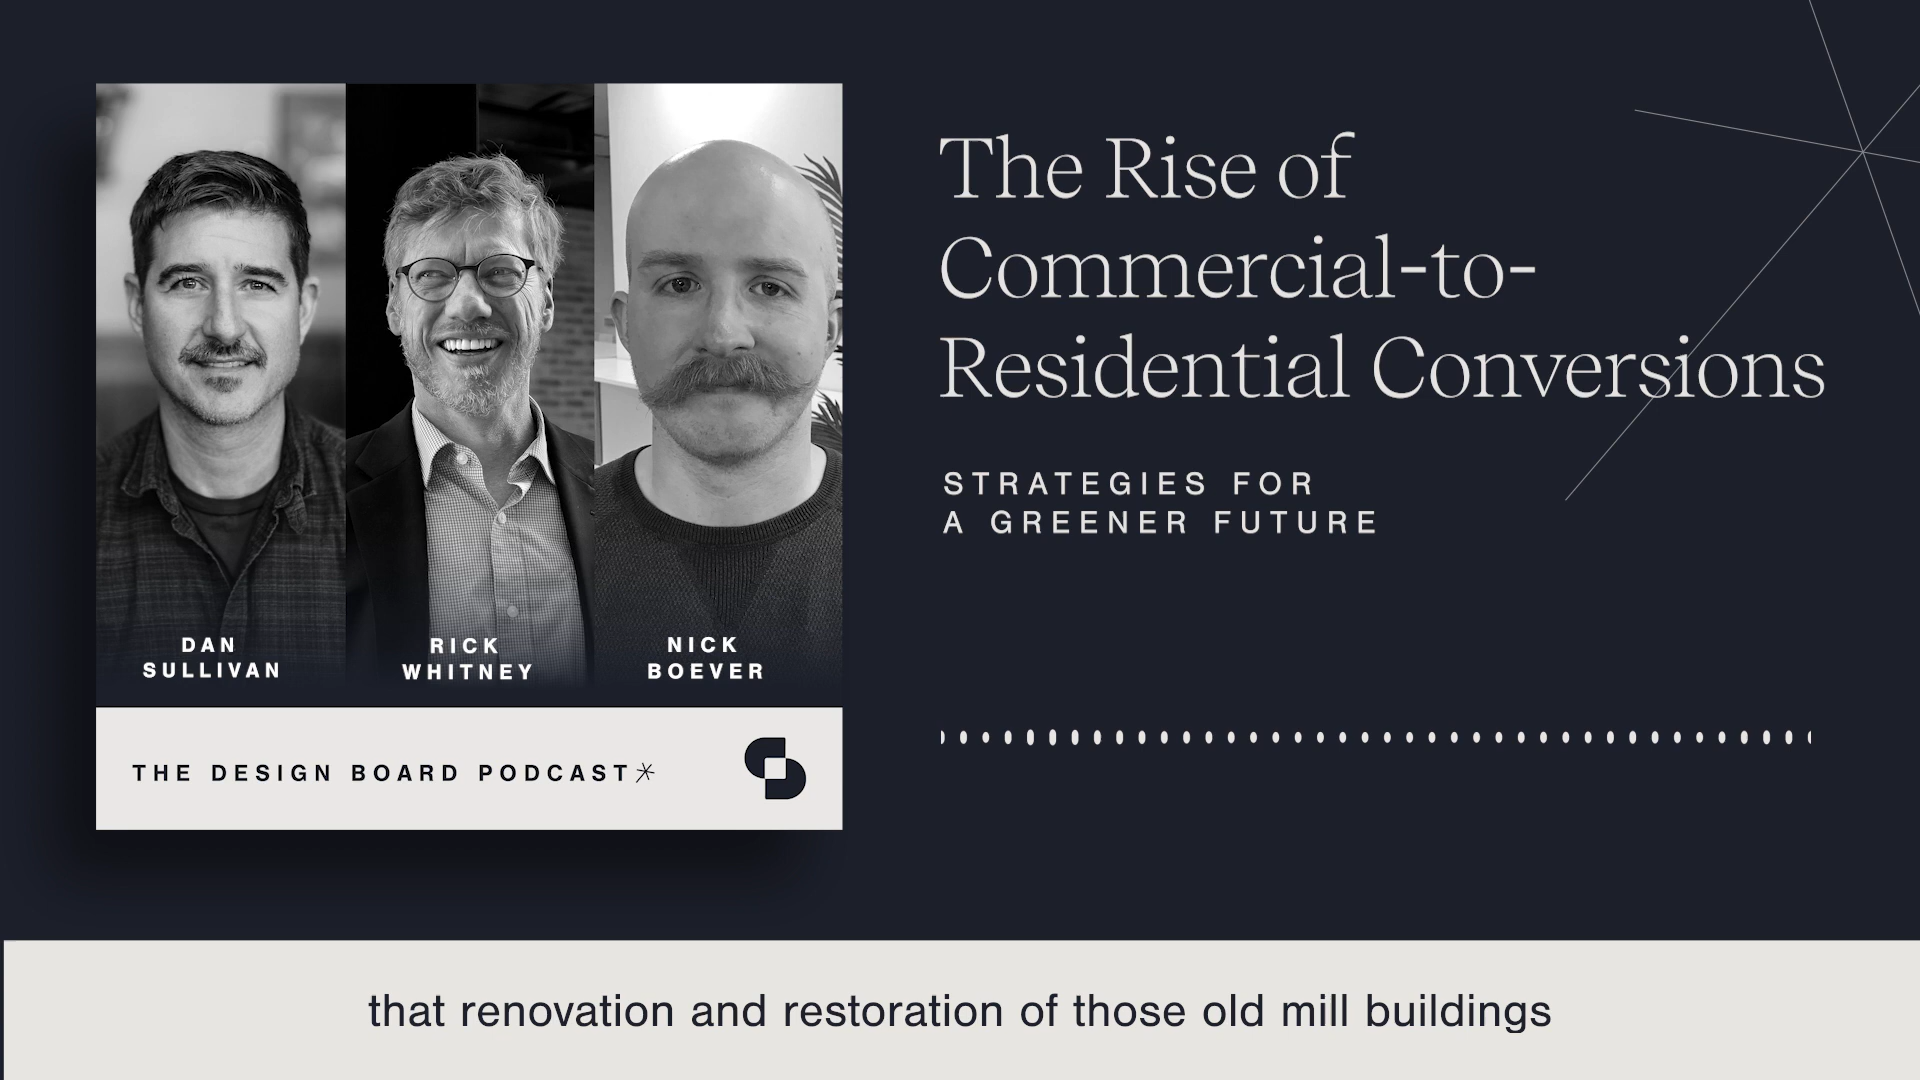 DAN
SULLIVAN
RICK
WHITNEY
NICK
BOEVER
THE DESIGN BOARD PODCAST
The Rise of
Commercial-to-
Residential Conversions
STRATEGIES FOR
A GREENER FUTURE
that renovation and restoration of those old mill buildings